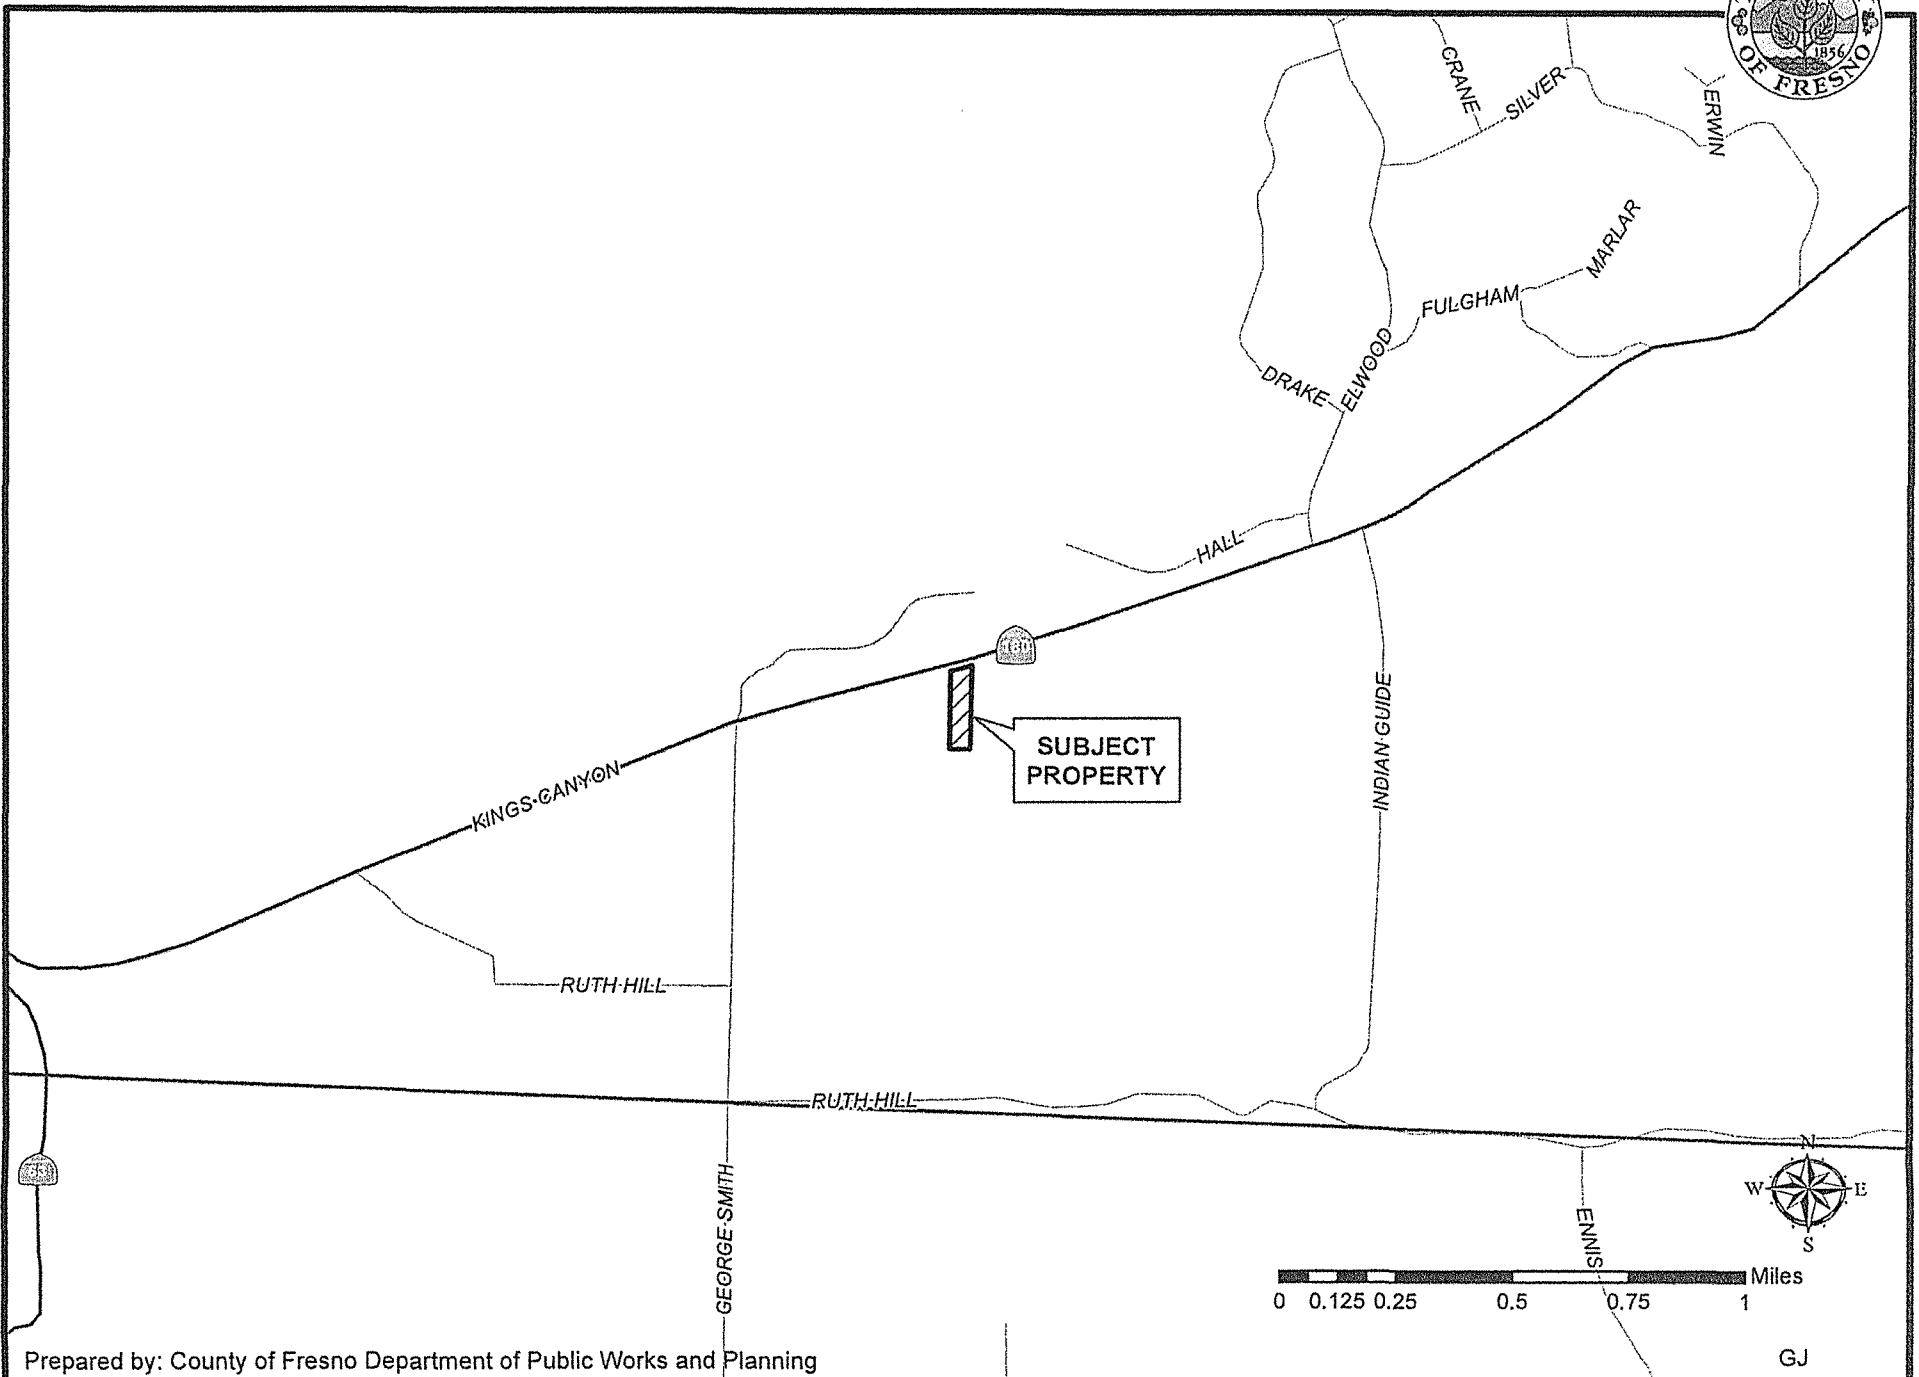 1856
OF FRESNO
CRANE
SILVER
ERWIN
MARLAR
FULGHAM
ELWOOD
DRAKE
HALL
180
SUBJECT
PROPERTY
INDIAN GUIDE
KINGS CANYON
RUTH HILL
RUTH HILL
GEORGE SMITH
ENNIS
N
W
E
S
Miles
0 0.125 0.25 0.5 0.75 1
Prepared by: County of Fresno Department of Public Works and Planning
GJ